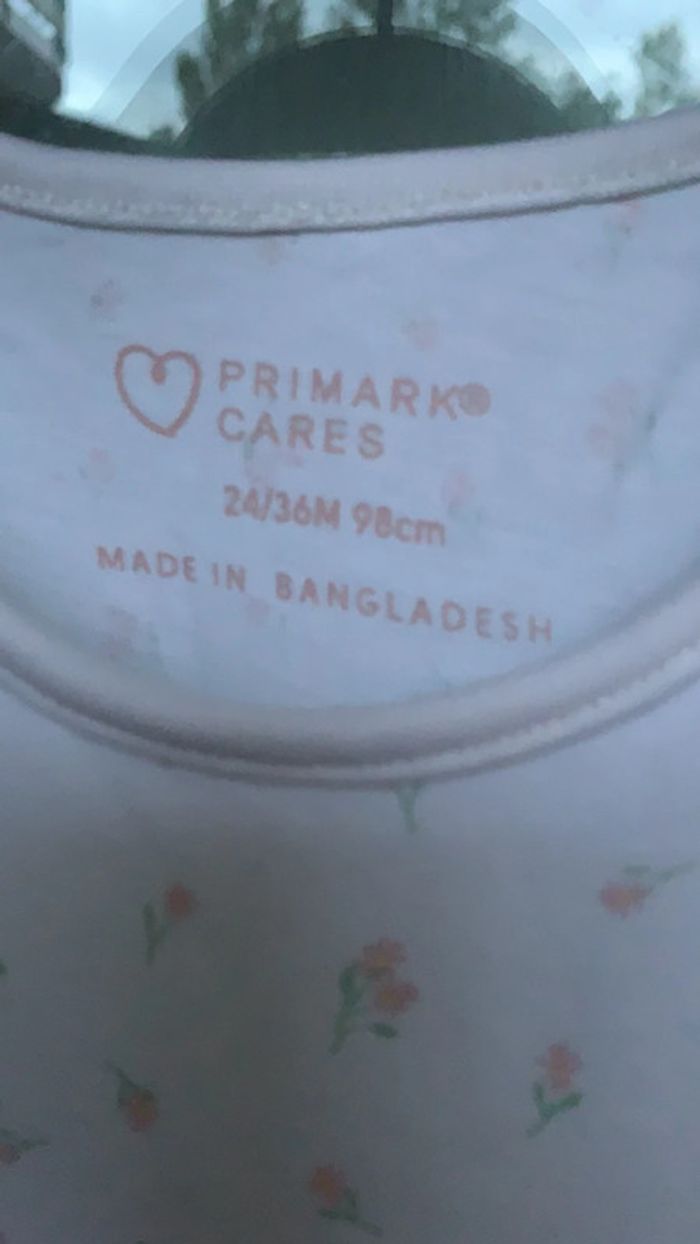 PRIMARK®
CARES
24/36M 98cm
MADE IN BANGLADESH